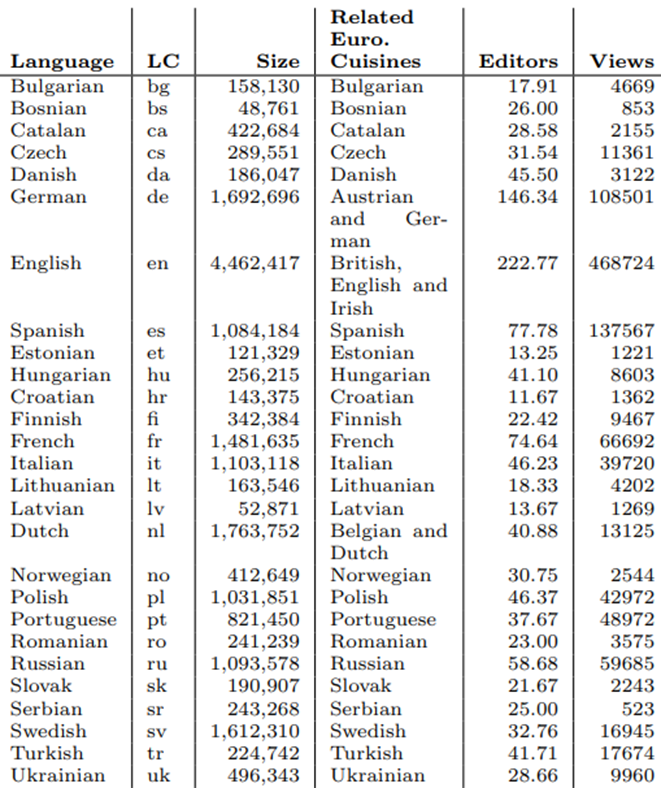 Related
Euro.
Language LC Size Cuisines Editors Views
Bulgarian bg 158,130 Bulgarian 17.91 4669
Bosnian bs 48,761 Bosnian 26.00 853
Catalan ca 422,684 Catalan 28.58 2155
Czech cs 289,551 Czech 31.54 11361
Danish da 186,047 Danish 45.50 3122
German de 1,692,696 Austrian 146.34 108501
and Ger-
man
English en 4,462,417 British, 222.77 468724
English and
Irish
Spanish es 1,084,184 Spanish 77.78 137567
Estonian et 121,329 Estonian 13.25 1221
Hungarian hu 256,215 Hungarian 41.10 8603
Croatian hr 143,375 Croatian 11.67 1362
Finnish fi 342,384 Finnish 22.42 9467
French fr 1,481,635 French 74.64 66692
Italian it 1,103,118 Italian 46.23 39720
Lithuanian lt 163,546 Lithuanian 18.33 4202
Latvian lv 52,871 Latvian 13.67 1269
Dutch nl 1,763,752 Belgian and 40.88 13125
Dutch
Norwegian no 412,649 Norwegian 30.75 2544
Polish pl 1,031,851 Polish 46.37 42972
Portuguese pt 821,450 Portuguese 37.67 48972
Romanian ro 241,239 Romanian 23.00 3575
Russian ru 1,093,578 Russian 58.68 59685
Slovak sk 190,907 Slovak 21.67 2243
Serbian sr 243,268 Serbian 25.00 523
Swedish sv 1,612,310 Swedish 32.76 16945
Turkish tr 224,742 Turkish 41.71 17674
Ukrainian uk 496,343 Ukrainian 28.66 9960